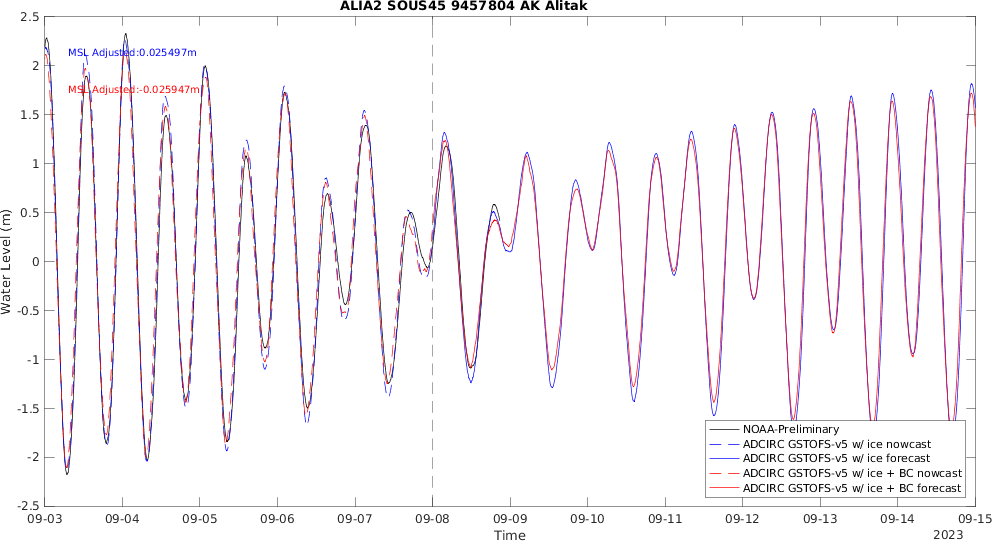 ALIA2 SOUS45 9457804 AK Alitak
2.5
MSL Adjusted:0.025497m
2
MSL Adjusted:-0.025947m
1.5
1
0.5
0
-0.5
-1
-1.5
-2
-2.5
Water Level (m)
NOAA-Preliminary
ADCIRC GSTOFS-v5 w/ ice nowcast
ADCIRC GSTOFS-v5 w/ ice forecast
ADCIRC GSTOFS-v5 w/ ice + BC nowcast
ADCIRC GSTOFS-v5 w/ ice + BC forecast
09-03 09-04 09-05 09-06 09-07 09-08 09-09 09-10 09-11 09-12 09-13 09-14 09-15
Time
2023